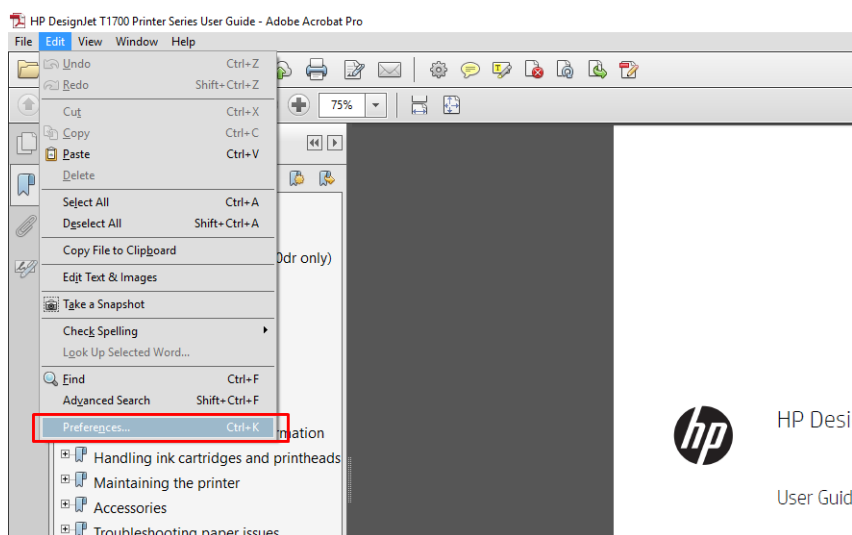 HP DesignJet T1700 Printer Series User Guide - Adobe Acrobat Pro
File Edit View Window Help
Undo Ctrl+Z
Redo Shift+Ctrl+Z
75%
Cut Ctrl+X
Copy Ctrl+C
Paste Ctrl+V
Delete
Select All Ctrl+A
Deselect All Shift+Ctrl+A
Copy File to Clipboard
0dr only)
Edit Text & Images
Take a Snapshot
Check Spelling
Look Up Selected Word...
Find Ctrl+F
Advanced Search Shift+Ctrl+F
Preferences... Ctrl+K
rmation
Handling ink cartridges and printheads
Maintaining the printer
Accessories
Troubleshooting paper issues
hp
HP Desi
User Guid